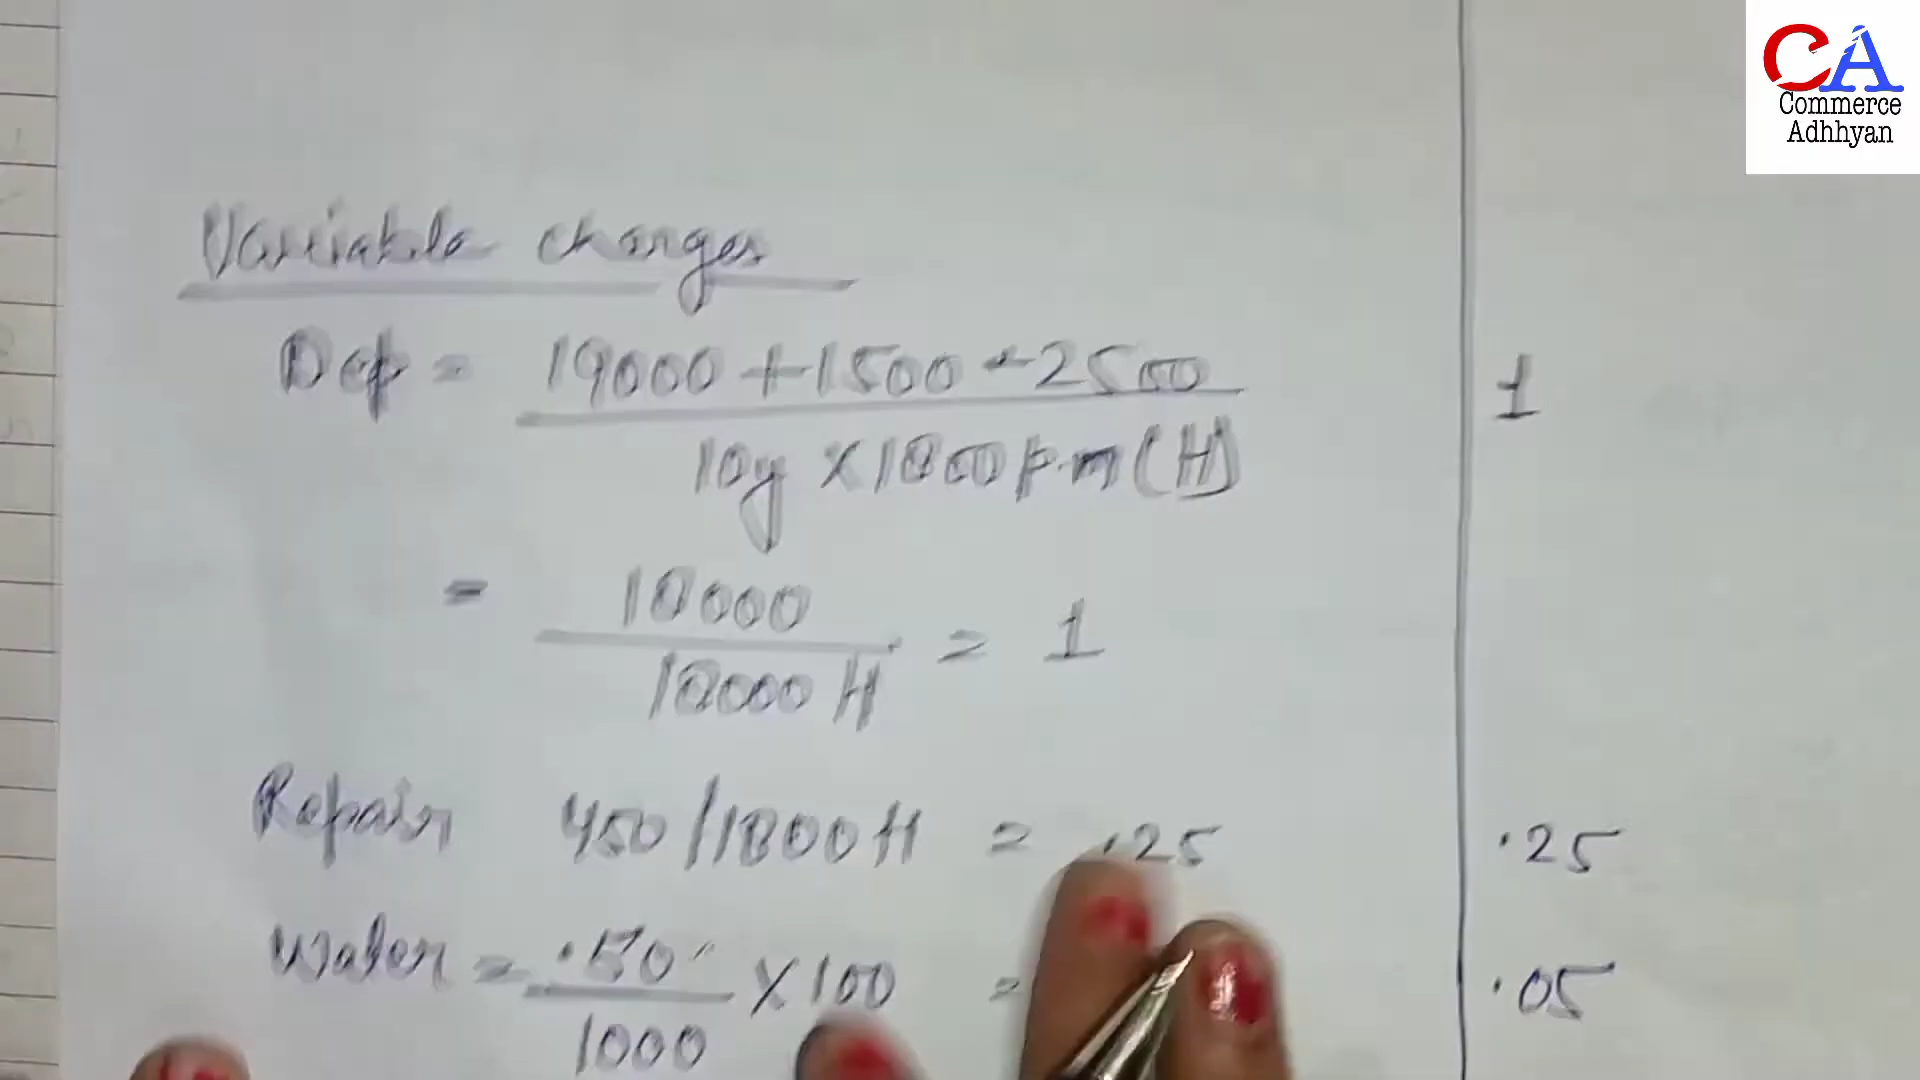 CA
Commerce
Adhhyan
Variable charges
Dep = 19000 + 1500 - 2500 1
10y × 1800 p.m (H)
= 18000
18000 H = 1
Repair 450/1800H = .25 .25
Water = .50 × 100 = .05
1000